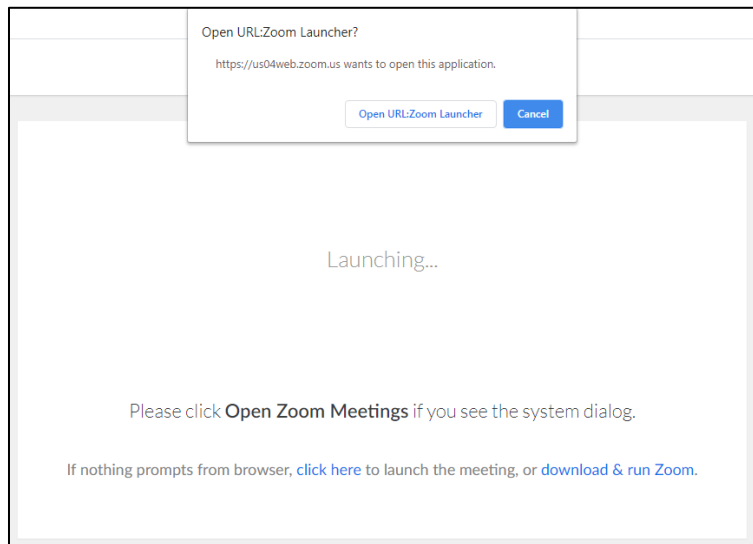 Open URL:Zoom Launcher?
https://us04web.zoom.us wants to open this application.
Open URL:Zoom Launcher Cancel
Launching...
Please click Open Zoom Meetings if you see the system dialog.
If nothing prompts from browser, click here to launch the meeting, or download & run Zoom.